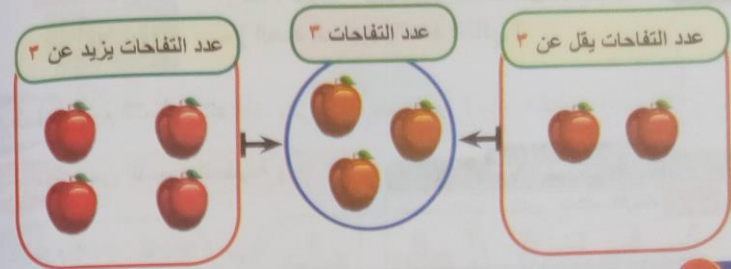 عدد التفاحات يقل عن ٣
عدد التفاحات ٣
عدد التفاحات يزيد عن ٣